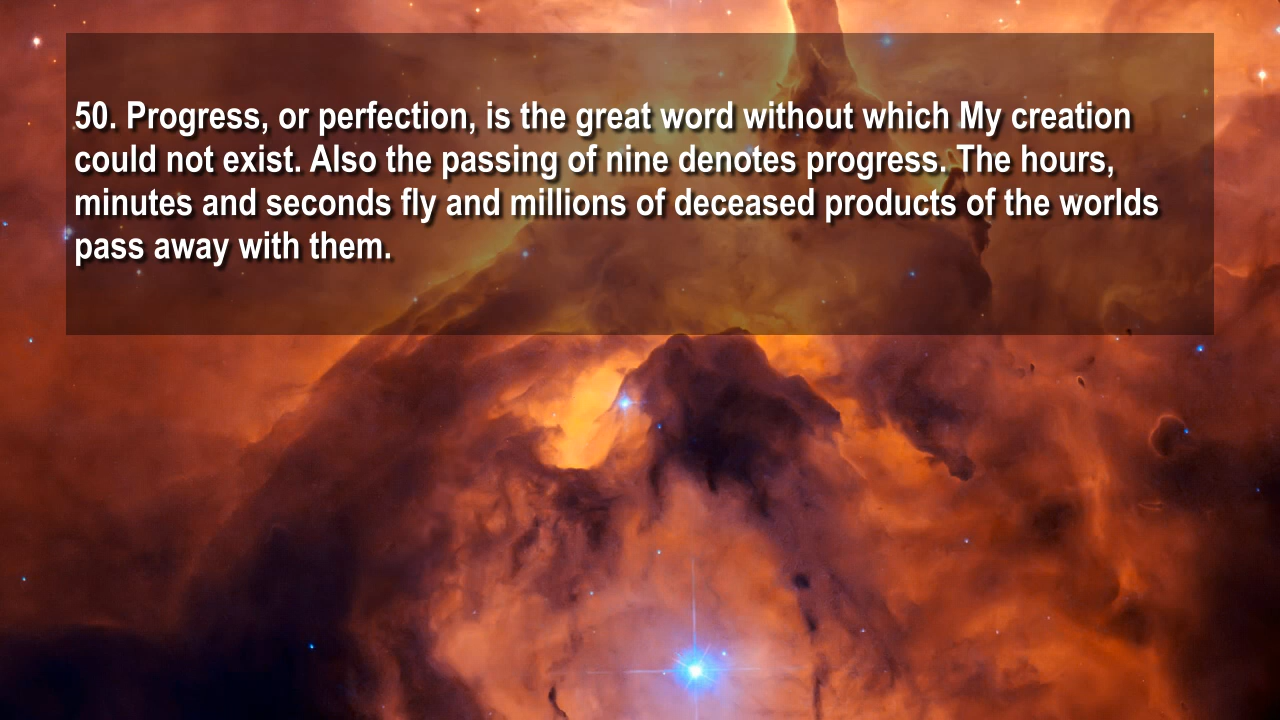 50. Progress, or perfection, is the great word without which My creation
could not exist. Also the passing of nine denotes progress. The hours,
minutes and seconds fly and millions of deceased products of the worlds
pass away with them.